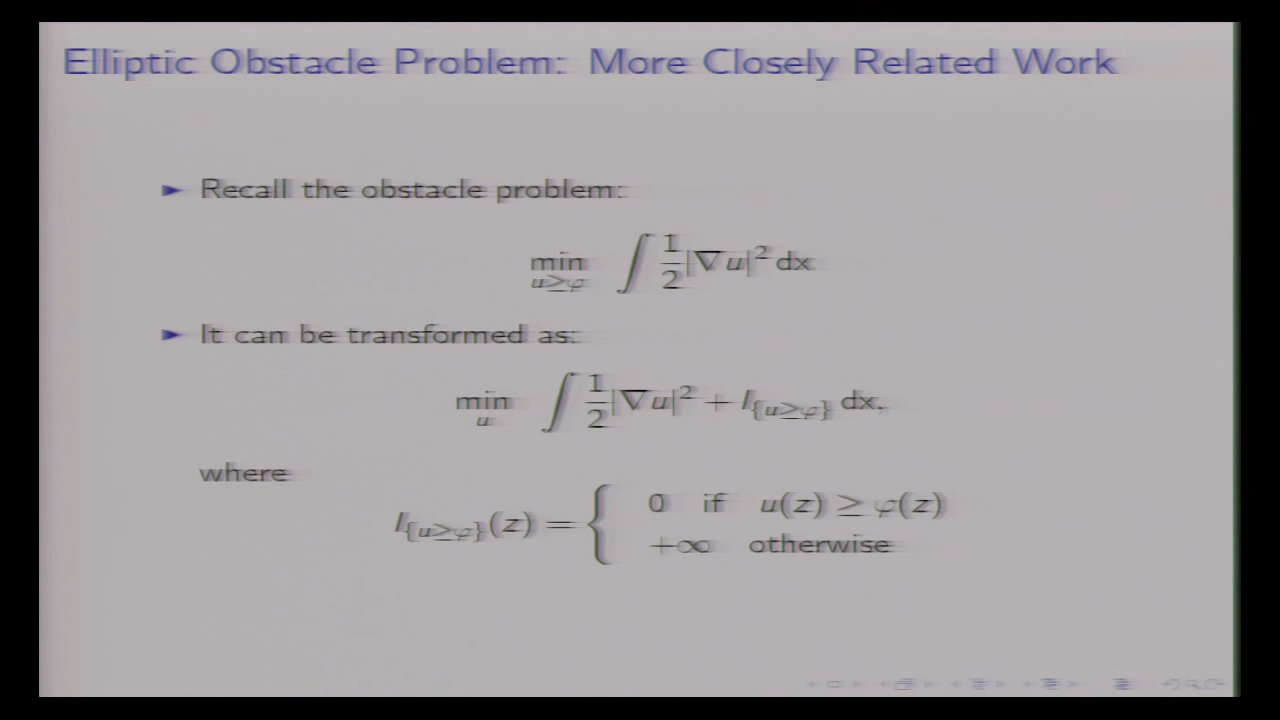 Elliptic Obstacle Problem: More Closely Related Work
► Recall the obstacle problem:
min_{u≥φ} ∫ 1/2 |∇u|² dx
► It can be transformed as:
min_u ∫ 1/2 |∇u|² + I_{{u≥φ}} dx,
where
I_{{u≥φ}}(z) = { 0 if u(z) ≥ φ(z)
+∞ otherwise